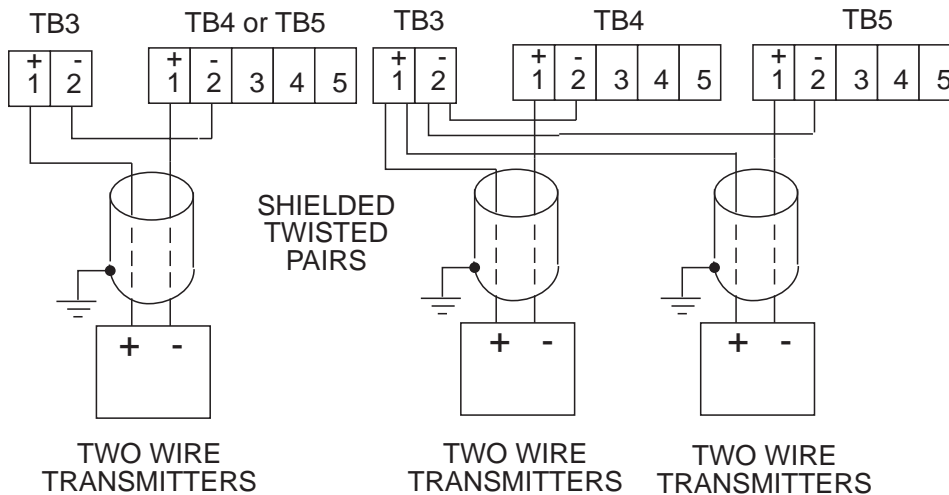 TB3 TB4 or TB5 TB3 TB4 TB5
+ - + - + - + - + -
1 2 1 2 3 4 5 1 2 1 2 3 4 5 1 2 3 4 5
SHIELDED
TWISTED
PAIRS
+ - + - + -
TWO WIRE
TRANSMITTERS
TWO WIRE
TRANSMITTERS
TWO WIRE
TRANSMITTERS